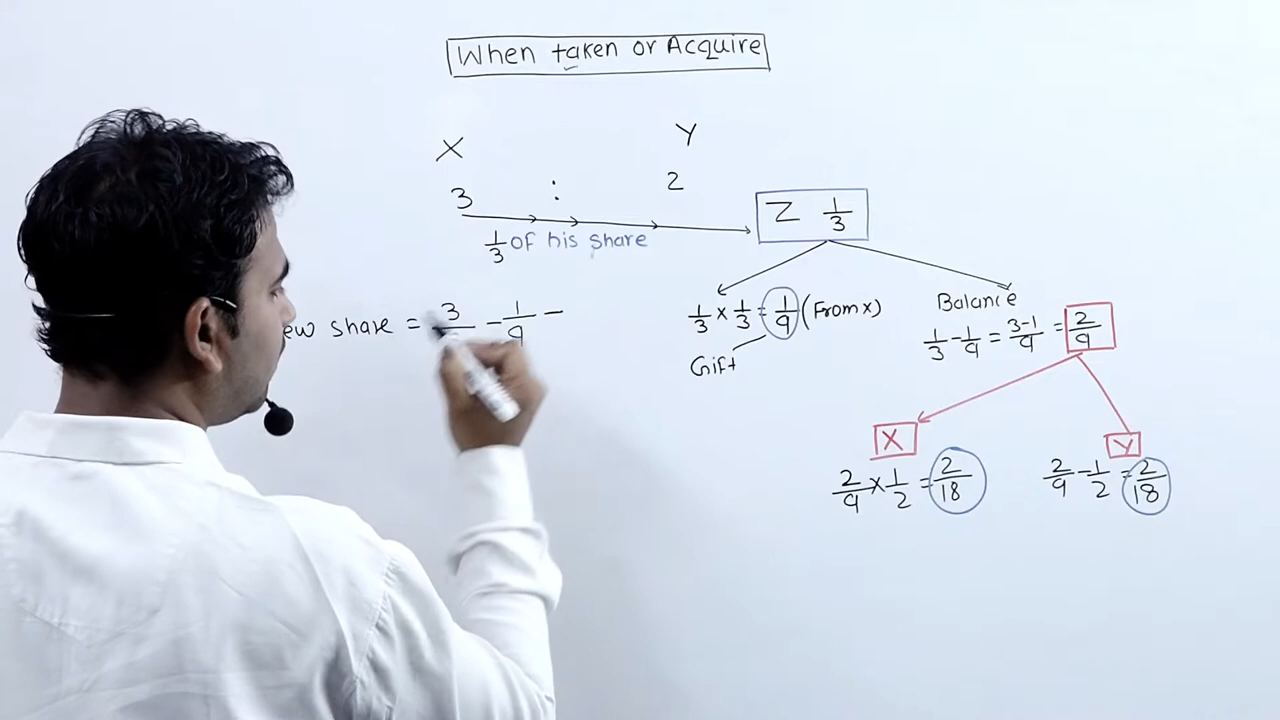 When taken or Acquire
X Y
3 : 2
Z 1/3
1/3 of his share
1/3 × 1/3 = 1/9 (From x)
Gift
Balance
1/3 - 1/9 = 3-1/9 = 2/9
ew share = 3/ - 1/9 -
X Y
2/9 × 1/2 = 2/18
2/9 - 1/2 = 2/18